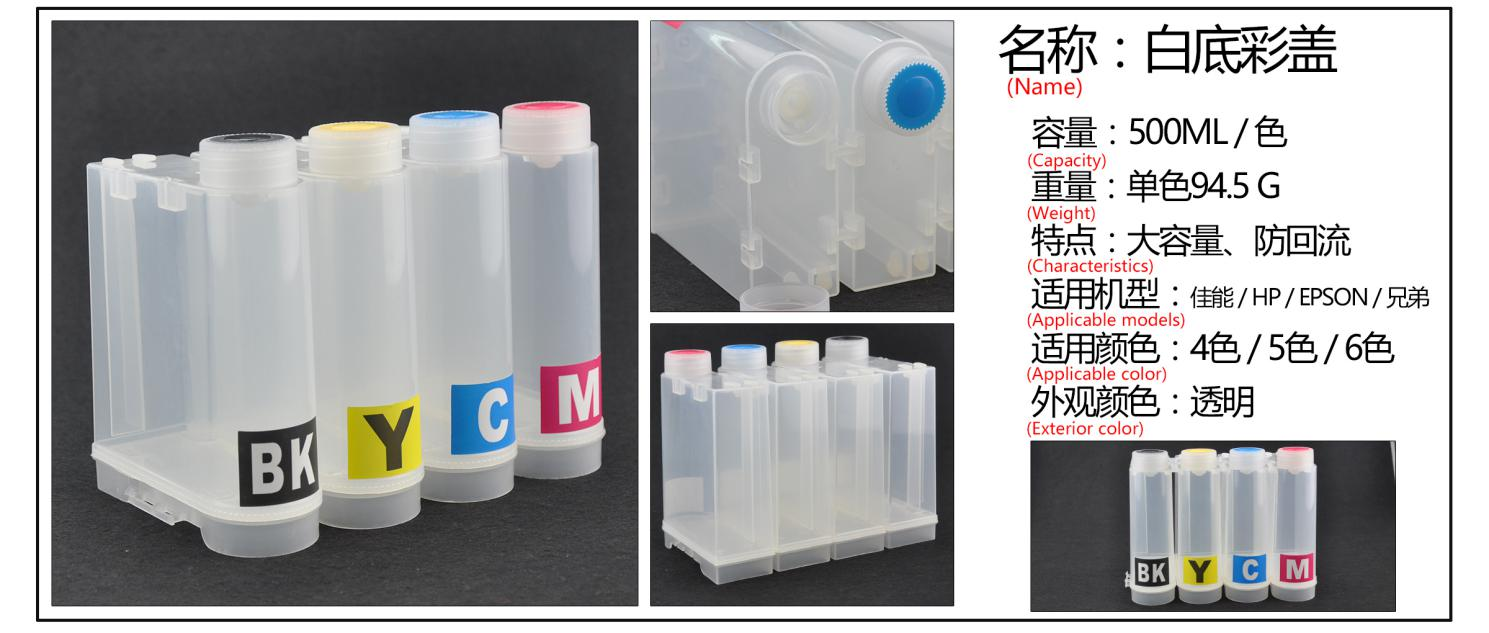 BK
Y
C
M
名称：白底彩盖
(Name)
容量：500ML / 色
(Capacity)
重量：单色94.5 G
(Weight)
特点：大容量、防回流
(Characteristics)
适用机型：佳能 / HP / EPSON / 兄弟
(Applicable models)
适用颜色：4色 / 5色 / 6色
(Applicable color)
外观颜色：透明
(Exterior color)
BK
Y
C
M